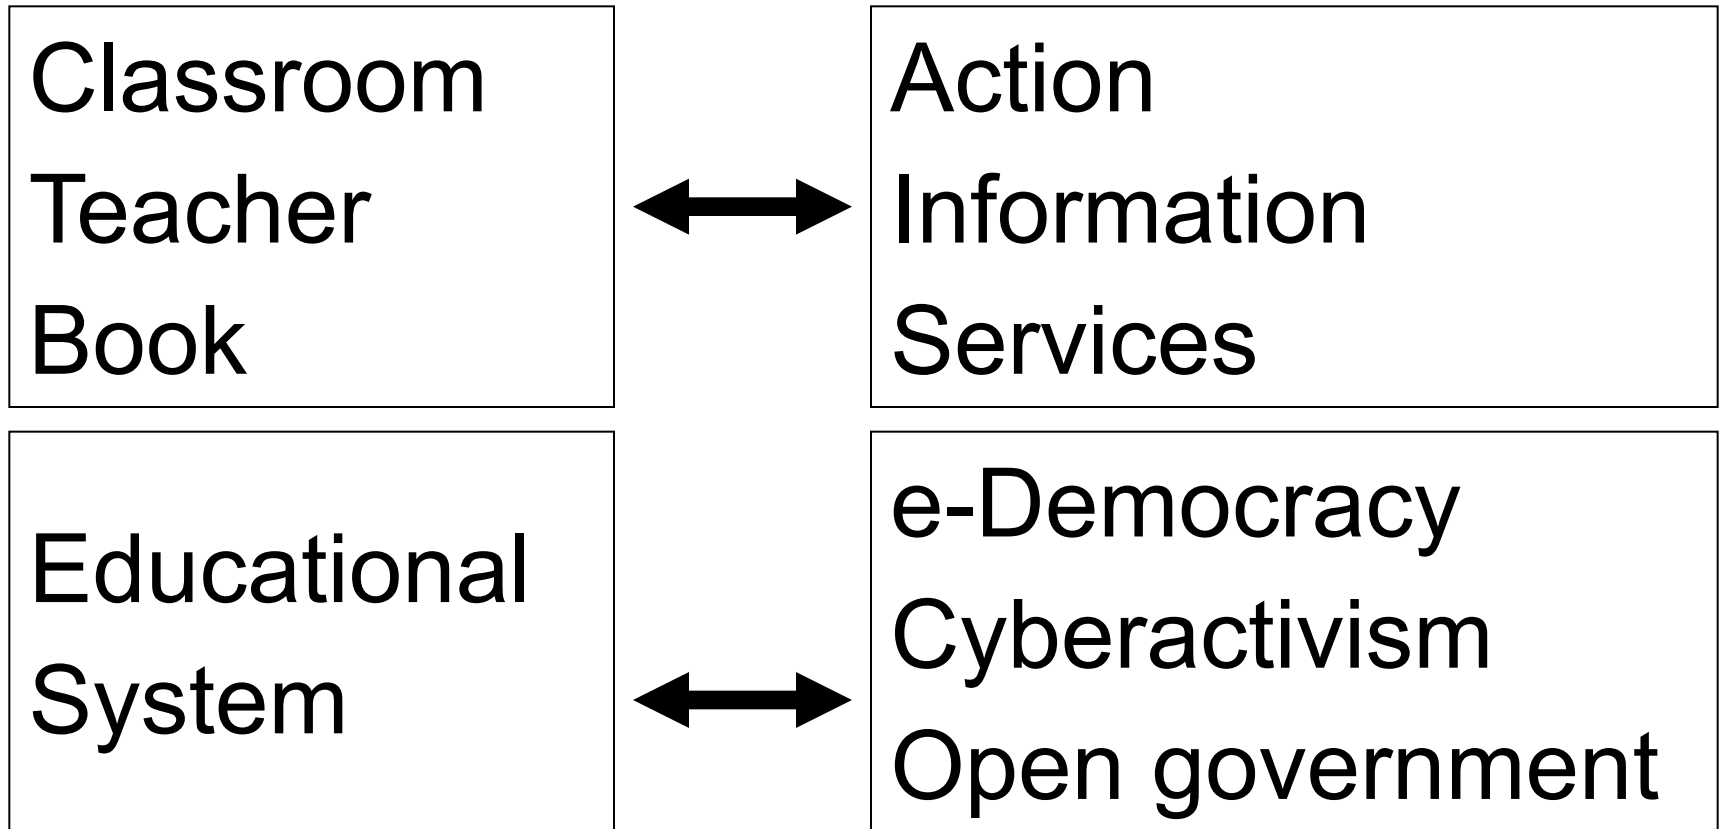 Classroom
Teacher
Book
Action
Information
Services
Educational
System
e-Democracy
Cyberactivism
Open government